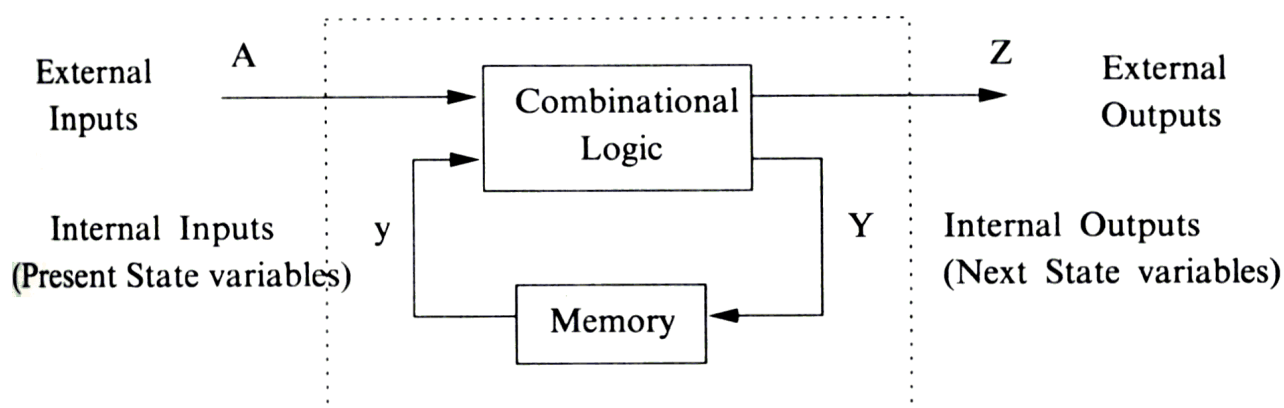 A
Z
External
Inputs
External
Outputs
Combinational
Logic
Internal Inputs
(Present State variables)
y
Y
Internal Outputs
(Next State variables)
Memory